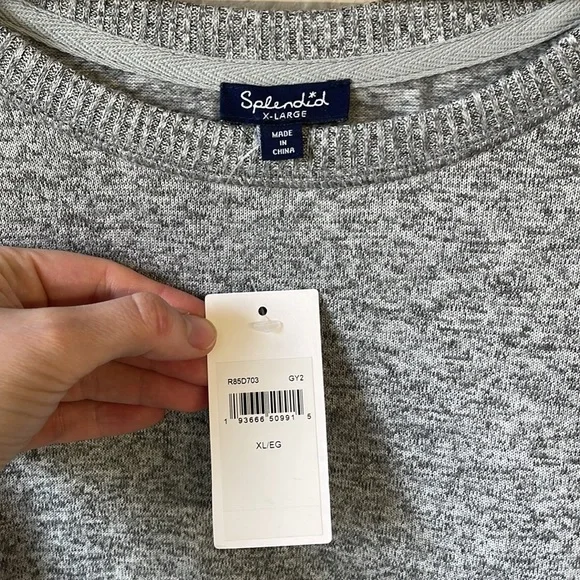 Splendid
X-LARGE
MADE
IN
CHINA
R85D703 GY2
1 93666 50991 5
XL/EG